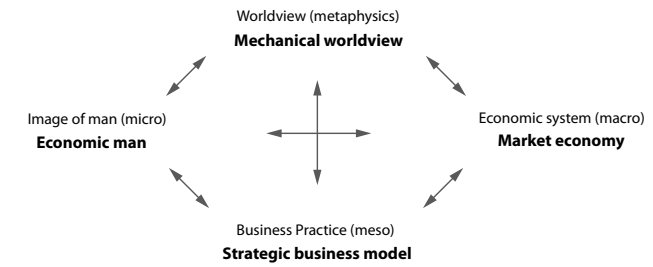 Worldview (metaphysics)
Mechanical worldview
Image of man (micro)
Economic man
Economic system (macro)
Market economy
Business Practice (meso)
Strategic business model